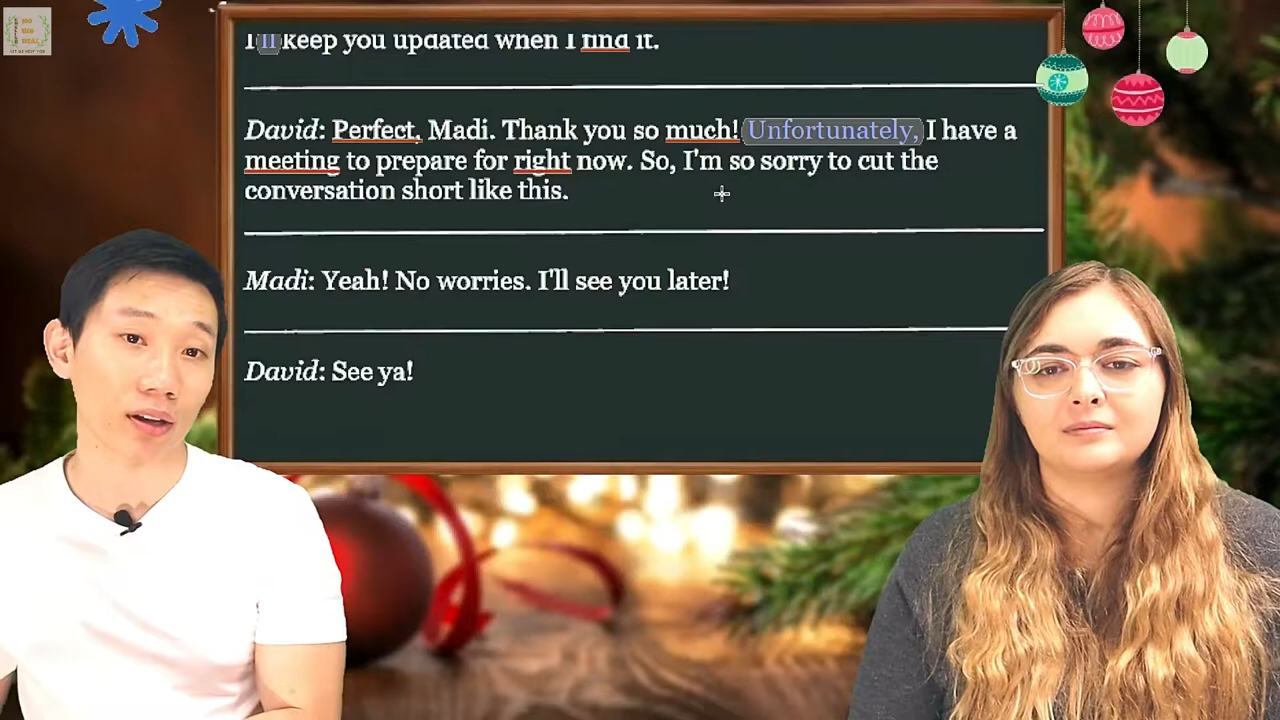 I'll keep you updated when I find it.
David: Perfect, Madi. Thank you so much! Unfortunately, I have a
meeting to prepare for right now. So, I'm so sorry to cut the
conversation short like this.
Madi: Yeah! No worries. I'll see you later!
David: See ya!